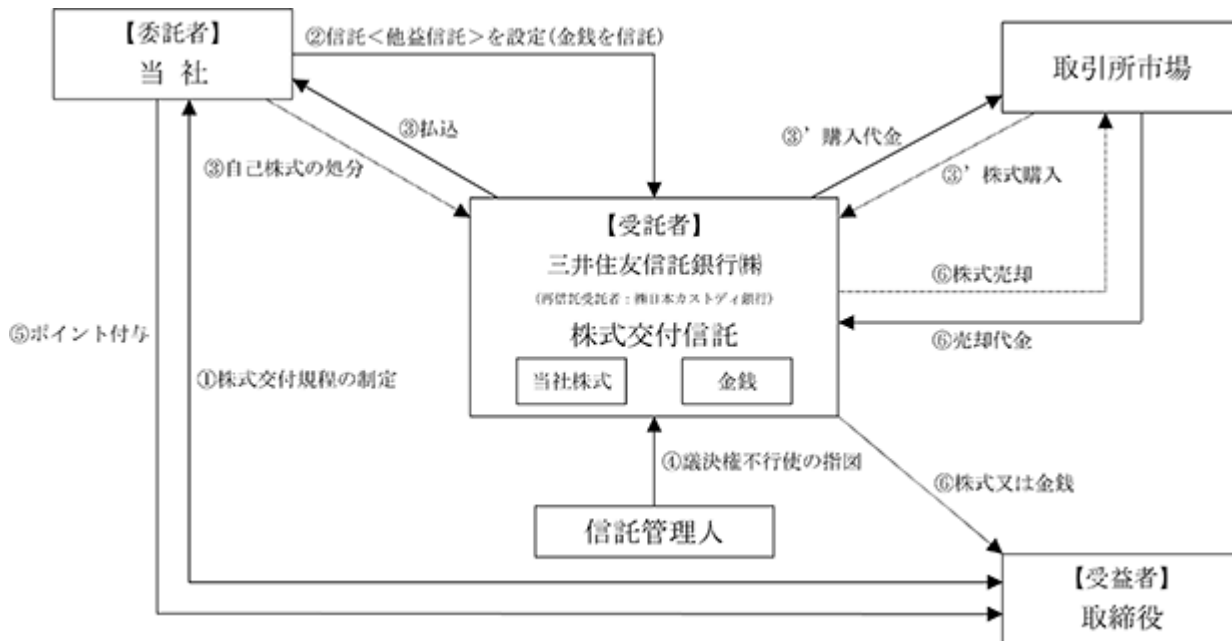 【委託者】
当 社
②信託<他益信託>を設定(金銭を信託)
取引所市場
③払込
③’購入代金
③自己株式の処分
③’株式購入
【受託者】
三井住友信託銀行㈱
(再信託受託者：㈱日本カストディ銀行)
株式交付信託
当社株式
金銭
⑥株式売却
⑥売却代金
⑤ポイント付与
①株式交付規程の制定
④議決権不行使の指図
⑥株式又は金銭
信託管理人
【受益者】
取締役